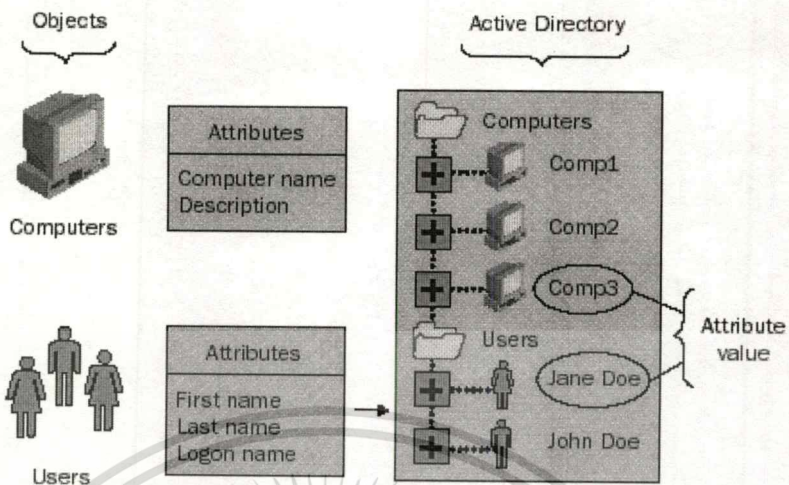 Objects
Active Directory
Attributes
Computer name
Description
Computers
Computers
Comp1
Comp2
Comp3
Users
Jane Doe
John Doe
Attribute
value
Attributes
First name
Last name
Logon name
Users